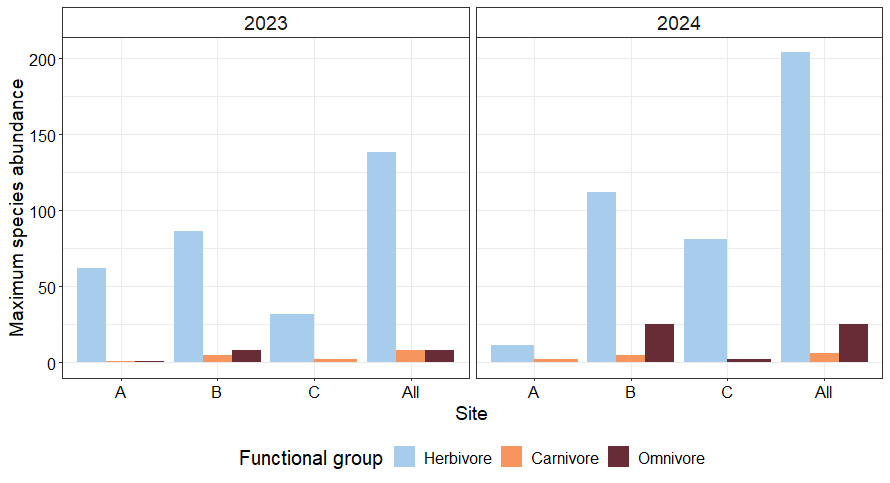 2023 2024
Maximum species abundance
200
150
100
50
0
A B C All A B C All
Site
Functional group Herbivore Carnivore Omnivore